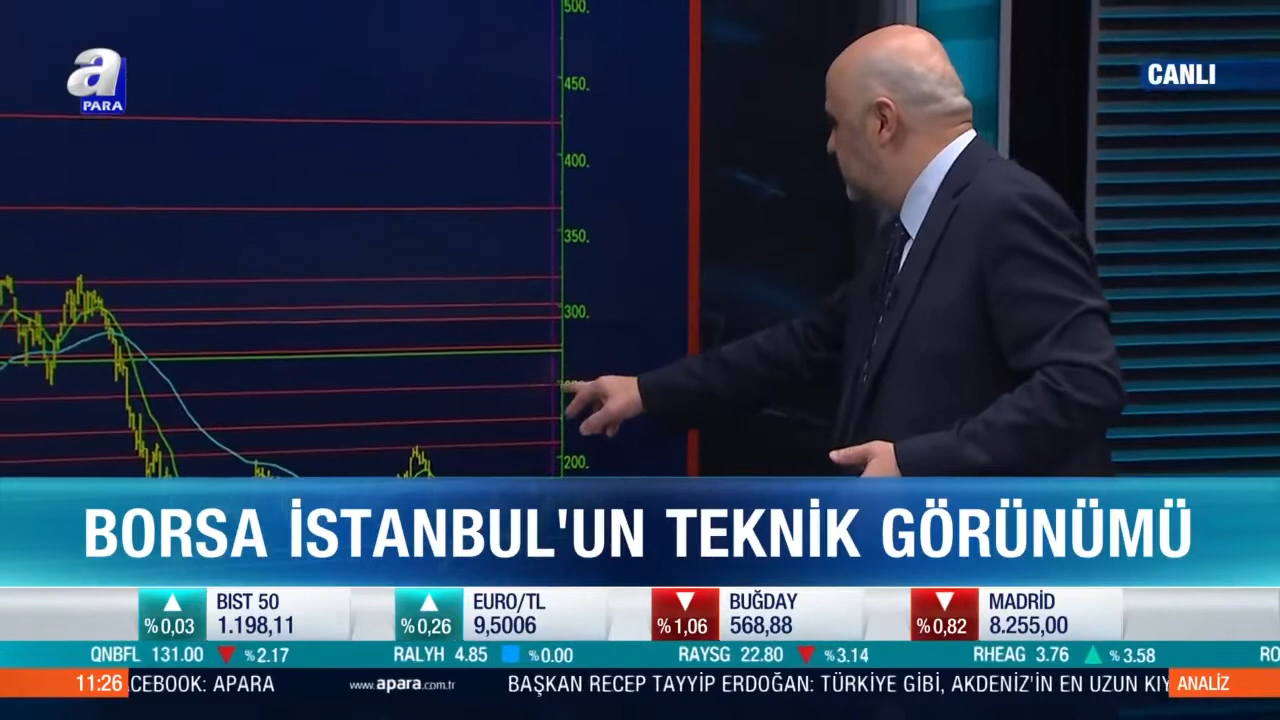 500.
a
PARA
CANLI
450.
400.
350.
300.
200.
BORSA İSTANBUL'UN TEKNİK GÖRÜNÜMÜ
%0,03 BIST 50 1.198,11
%0,26 EURO/TL 9,5006
%1,06 BUĞDAY 568,88
%0,82 MADRİD 8.255,00
QNBFL 131.00 %2.17 RALYH 4.85 %0.00 RAYSG 22.80 %3.14 RHEAG 3.76 %3.58 RO
11:26 CEBOOK: APARA www.apara.com.tr BAŞKAN RECEP TAYYİP ERDOĞAN: TÜRKİYE GİBİ, AKDENİZ'İN EN UZUN KIY ANALİZ